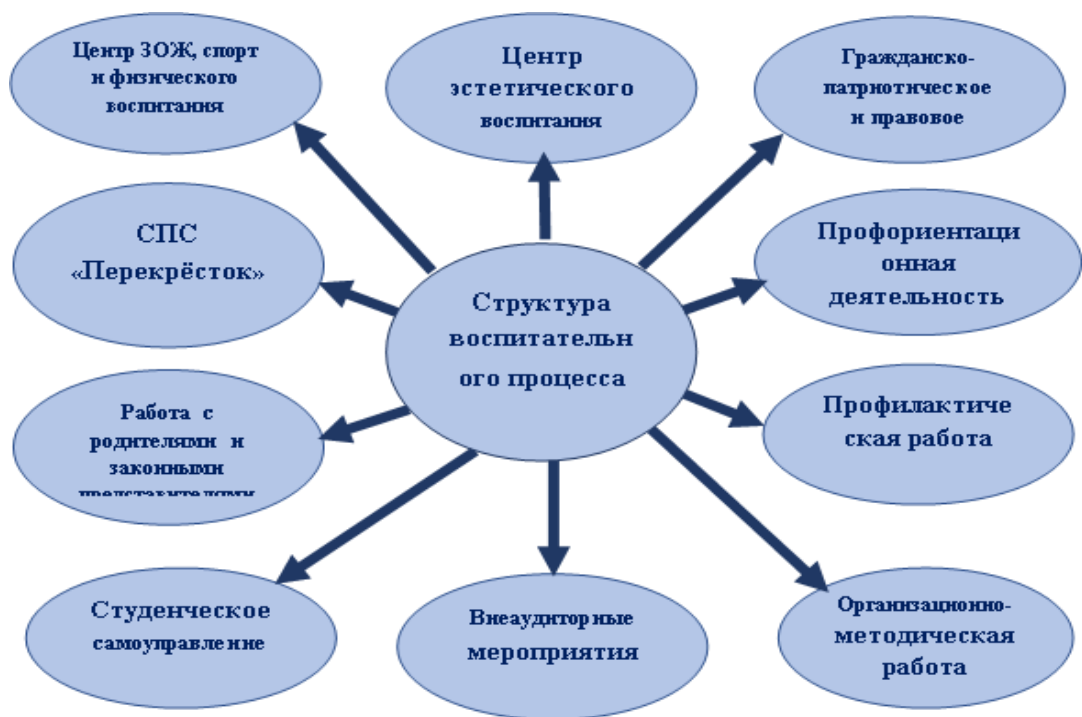 Центр ЗОЖ, спорт
и физического
воспитания
Центр
эстетического
воспитания
Гражданско-
патриотическое
и правовое
СПС
«Перекрёсток»
Структура
воспитательн
ого процесса
Профориентаци
онная
деятельность
Работа с
родителями и
законными
представителями
Профилактиче
ская работа
Студенческое
самоуправление
Внеаудиторные
мероприятия
Организационно-
методическая
работа